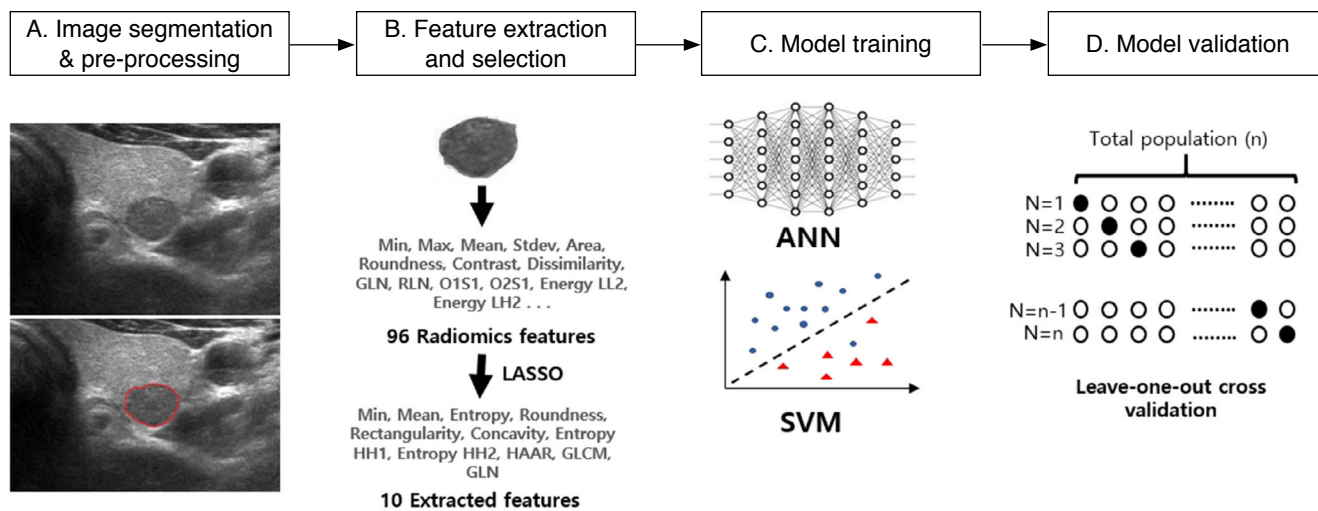 A. Image segmentation
& pre-processing
B. Feature extraction
and selection
C. Model training
D. Model validation
Min, Max, Mean, Stdev, Area,
Roundness, Contrast, Dissimilarity,
GLN, RLN, O1S1, O2S1, Energy LL2,
Energy LH2 . . .
96 Radiomics features
LASSO
Min, Mean, Entropy, Roundness,
Rectangularity, Concavity, Entropy
HH1, Entropy HH2, HAAR, GLCM,
GLN
10 Extracted features
ANN
SVM
Total population (n)
N=1
N=2
N=3
N=n-1
N=n
Leave-one-out cross
validation